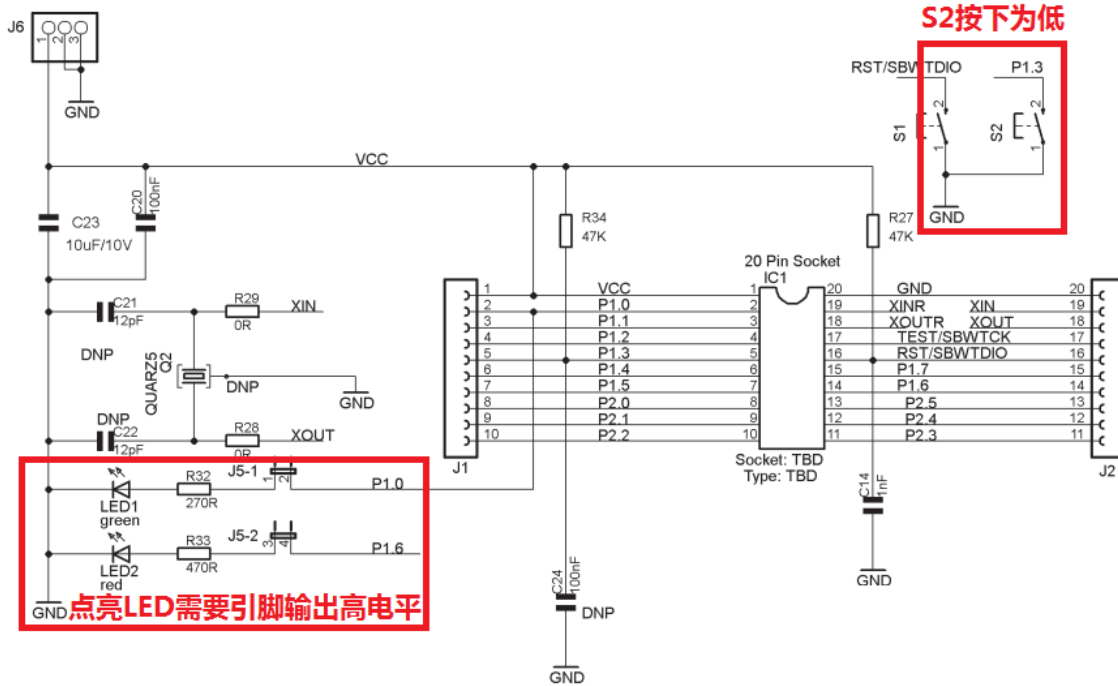 S2按下为低
J6
1 2 3
GND
RST/SBWTDIO P1.3
S1 2 1
S2 2 1
GND
VCC
C20
100nF
C23
10uF/10V
R34
47K
R27
47K
20 Pin Socket
IC1
C21
12pF
R29
0R
XIN
DNP
QUARZ5
Q2
DNP
GND
DNP
C22
12pF
R28
0R
XOUT
1 VCC 1 20 GND 20
2 P1.0 2 19 XINR XIN 19
3 P1.1 3 18 XOUTR XOUT 18
4 P1.2 4 17 TEST/SBWTCK 17
5 P1.3 5 16 RST/SBWTDIO 16
6 P1.4 6 15 P1.7 15
7 P1.5 7 14 P1.6 14
8 P2.0 8 13 P2.5 13
9 P2.1 9 12 P2.4 12
10 P2.2 10 11 P2.3 11
J1
J2
Socket: TBD
Type: TBD
LED1
green
R32
270R
J5-1
1 2
P1.0
LED2
red
R33
470R
J5-2
3 4
P1.6
GND
点亮LED需要引脚输出高电平
C14
1nF
GND
C24
100nF
DNP
GND